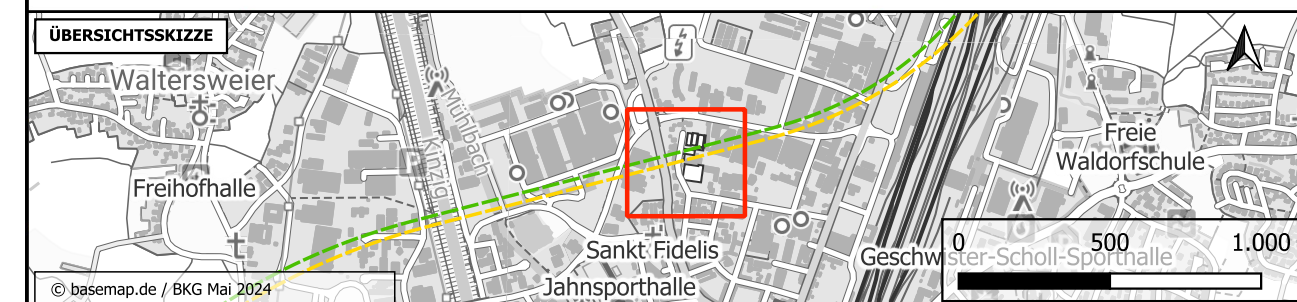 ÜBERSICHTSSKIZZE
Waltersweier
Mühlbach
Kinzig
Freihofhalle
Freie
Waldorfschule
Sankt Fidelis
Geschwister-Scholl-Sporthalle
Jahnsporthalle
0 500 1.000
© basemap.de / BKG Mai 2024